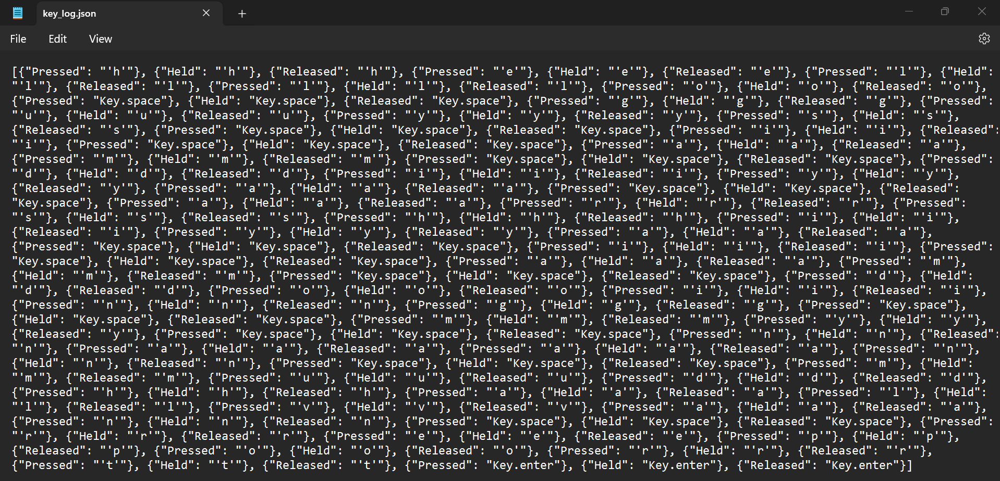 key_log.json
File Edit View
[{"Pressed": "'h'"}, {"Held": "'h'"}, {"Released": "'h'"}, {"Pressed": "'e'"}, {"Held": "'e'"}, {"Released": "'e'"}, {"Pressed": "'l'"}, {"Held":
"'l'"}, {"Released": "'l'"}, {"Pressed": "'l'"}, {"Held": "'l'"}, {"Released": "'l'"}, {"Pressed": "'o'"}, {"Held": "'o'"}, {"Released": "'o'"},
{"Pressed": "Key.space"}, {"Held": "Key.space"}, {"Released": "Key.space"}, {"Pressed": "'g'"}, {"Held": "'g'"}, {"Released": "'g'"}, {"Pressed":
"'u'"}, {"Held": "'u'"}, {"Released": "'u'"}, {"Pressed": "'y'"}, {"Held": "'y'"}, {"Released": "'y'"}, {"Pressed": "'s'"}, {"Held": "'s'"},
{"Released": "'s'"}, {"Pressed": "Key.space"}, {"Held": "Key.space"}, {"Released": "Key.space"}, {"Pressed": "'i'"}, {"Held": "'i'"}, {"Released":
"'i'"}, {"Pressed": "Key.space"}, {"Held": "Key.space"}, {"Released": "Key.space"}, {"Pressed": "'a'"}, {"Held": "'a'"}, {"Released": "'a'"},
{"Pressed": "'m'"}, {"Held": "'m'"}, {"Released": "'m'"}, {"Pressed": "Key.space"}, {"Held": "Key.space"}, {"Released": "Key.space"}, {"Pressed":
"'d'"}, {"Held": "'d'"}, {"Released": "'d'"}, {"Pressed": "'i'"}, {"Held": "'i'"}, {"Released": "'i'"}, {"Pressed": "'y'"}, {"Held": "'y'"},
{"Released": "'y'"}, {"Pressed": "'a'"}, {"Held": "'a'"}, {"Released": "'a'"}, {"Pressed": "Key.space"}, {"Held": "Key.space"}, {"Released":
"Key.space"}, {"Pressed": "'a'"}, {"Held": "'a'"}, {"Released": "'a'"}, {"Pressed": "'r'"}, {"Held": "'r'"}, {"Released": "'r'"}, {"Pressed":
"'s'"}, {"Held": "'s'"}, {"Released": "'s'"}, {"Pressed": "'h'"}, {"Held": "'h'"}, {"Released": "'h'"}, {"Pressed": "'i'"}, {"Held": "'i'"},
{"Released": "'i'"}, {"Pressed": "'y'"}, {"Held": "'y'"}, {"Released": "'y'"}, {"Pressed": "'a'"}, {"Held": "'a'"}, {"Released": "'a'"},
{"Pressed": "Key.space"}, {"Held": "Key.space"}, {"Released": "Key.space"}, {"Pressed": "'i'"}, {"Held": "'i'"}, {"Released": "'i'"}, {"Pressed":
"Key.space"}, {"Held": "Key.space"}, {"Released": "Key.space"}, {"Pressed": "'a'"}, {"Held": "'a'"}, {"Released": "'a'"}, {"Pressed": "'m'"},
{"Held": "'m'"}, {"Released": "'m'"}, {"Pressed": "Key.space"}, {"Held": "Key.space"}, {"Released": "Key.space"}, {"Pressed": "'d'"}, {"Held":
"'d'"}, {"Released": "'d'"}, {"Pressed": "'o'"}, {"Held": "'o'"}, {"Released": "'o'"}, {"Pressed": "'i'"}, {"Held": "'i'"}, {"Released": "'i'"},
{"Pressed": "'n'"}, {"Held": "'n'"}, {"Released": "'n'"}, {"Pressed": "'g'"}, {"Held": "'g'"}, {"Released": "'g'"}, {"Pressed": "Key.space"},
{"Held": "Key.space"}, {"Released": "Key.space"}, {"Pressed": "'m'"}, {"Held": "'m'"}, {"Released": "'m'"}, {"Pressed": "'y'"}, {"Held": "'y'"},
{"Released": "'y'"}, {"Pressed": "Key.space"}, {"Held": "Key.space"}, {"Released": "Key.space"}, {"Pressed": "'n'"}, {"Held": "'n'"}, {"Released":
"'n'"}, {"Pressed": "'a'"}, {"Held": "'a'"}, {"Released": "'a'"}, {"Pressed": "'a'"}, {"Held": "'a'"}, {"Released": "'a'"}, {"Pressed": "'n'"},
{"Held": "'n'"}, {"Released": "'n'"}, {"Pressed": "Key.space"}, {"Held": "Key.space"}, {"Released": "Key.space"}, {"Pressed": "'m'"}, {"Held":
"'m'"}, {"Released": "'m'"}, {"Pressed": "'u'"}, {"Held": "'u'"}, {"Released": "'u'"}, {"Pressed": "'d'"}, {"Held": "'d'"}, {"Released": "'d'"},
{"Pressed": "'h'"}, {"Held": "'h'"}, {"Released": "'h'"}, {"Pressed": "'a'"}, {"Held": "'a'"}, {"Released": "'a'"}, {"Pressed": "'l'"}, {"Held":
"'l'"}, {"Released": "'l'"}, {"Pressed": "'v'"}, {"Held": "'v'"}, {"Released": "'v'"}, {"Pressed": "'a'"}, {"Held": "'a'"}, {"Released": "'a'"},
{"Pressed": "'n'"}, {"Held": "'n'"}, {"Released": "'n'"}, {"Pressed": "Key.space"}, {"Held": "Key.space"}, {"Released": "Key.space"}, {"Pressed":
"'r'"}, {"Held": "'r'"}, {"Released": "'r'"}, {"Pressed": "'e'"}, {"Held": "'e'"}, {"Released": "'e'"}, {"Pressed": "'p'"}, {"Held": "'p'"},
{"Released": "'p'"}, {"Pressed": "'o'"}, {"Held": "'o'"}, {"Released": "'o'"}, {"Pressed": "'r'"}, {"Held": "'r'"}, {"Released": "'r'"},
{"Pressed": "'t'"}, {"Held": "'t'"}, {"Released": "'t'"}, {"Pressed": "Key.enter"}, {"Held": "Key.enter"}, {"Released": "Key.enter"}]